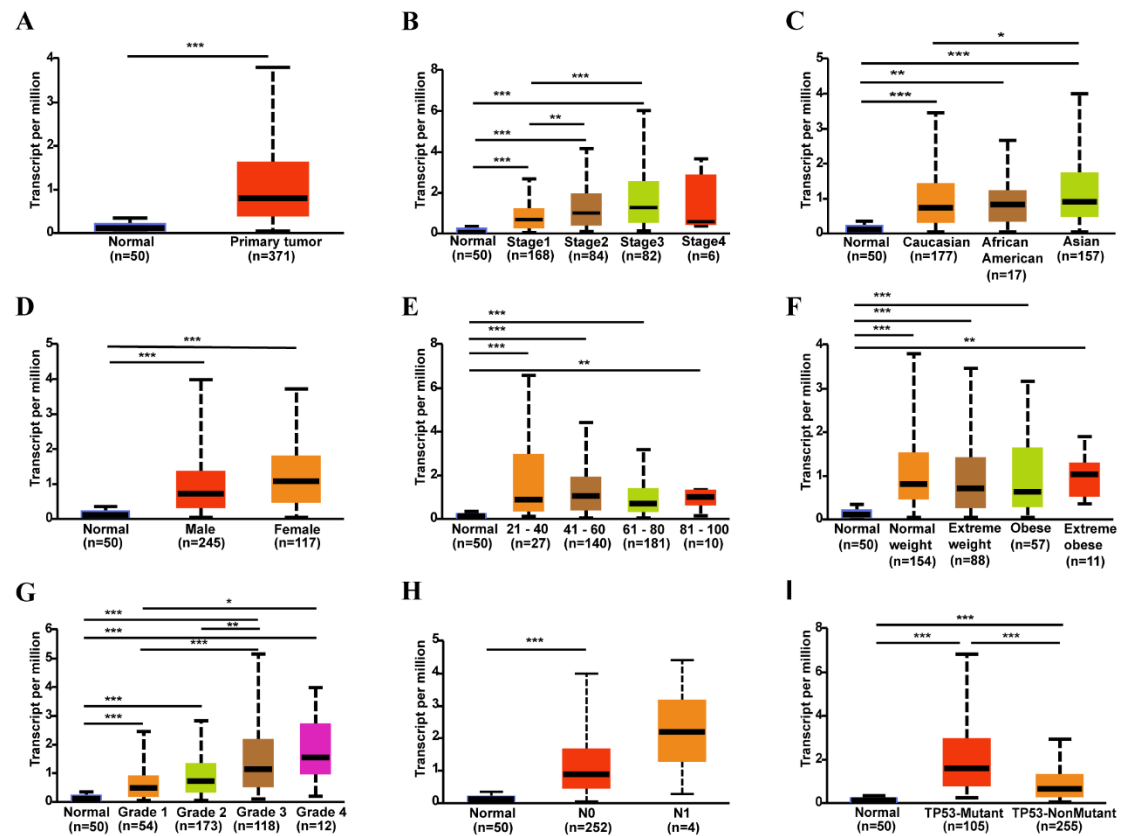 A
Transcript per million
***
4
3
2
1
0
Normal
(n=50)
Primary tumor
(n=371)
B
Transcript per million
***
***
**
***
***
8
6
4
2
0
Normal
(n=50)
Stage1
(n=168)
Stage2
(n=84)
Stage3
(n=82)
Stage4
(n=6)
C
Transcript per million
*
***
**
***
5
4
3
2
1
0
Normal
(n=50)
Caucasian
(n=177)
African
American
(n=17)
Asian
(n=157)
D
Transcript per million
***
***
5
4
3
2
1
0
Normal
(n=50)
Male
(n=245)
Female
(n=117)
E
Transcript per million
***
***
***
**
8
6
4
2
0
Normal
(n=50)
21 - 40
(n=27)
41 - 60
(n=140)
61 - 80
(n=181)
81 - 100
(n=10)
F
Transcript per million
***
***
***
**
4
3
2
1
0
Normal
(n=50)
Normal
weight
(n=154)
Extreme
weight
(n=88)
Obese
(n=57)
Extreme
obese
(n=11)
G
Transcript per million
*
***
**
***
***
***
***
6
5
4
3
2
1
0
Normal
(n=50)
Grade 1
(n=54)
Grade 2
(n=173)
Grade 3
(n=118)
Grade 4
(n=12)
H
Transcript per million
***
5
4
3
2
1
0
Normal
(n=50)
N0
(n=252)
N1
(n=4)
I
Transcript per million
***
***
***
8
6
4
2
0
Normal
(n=50)
TP53-Mutant
(n=105)
TP53-NonMutant
(n=255)